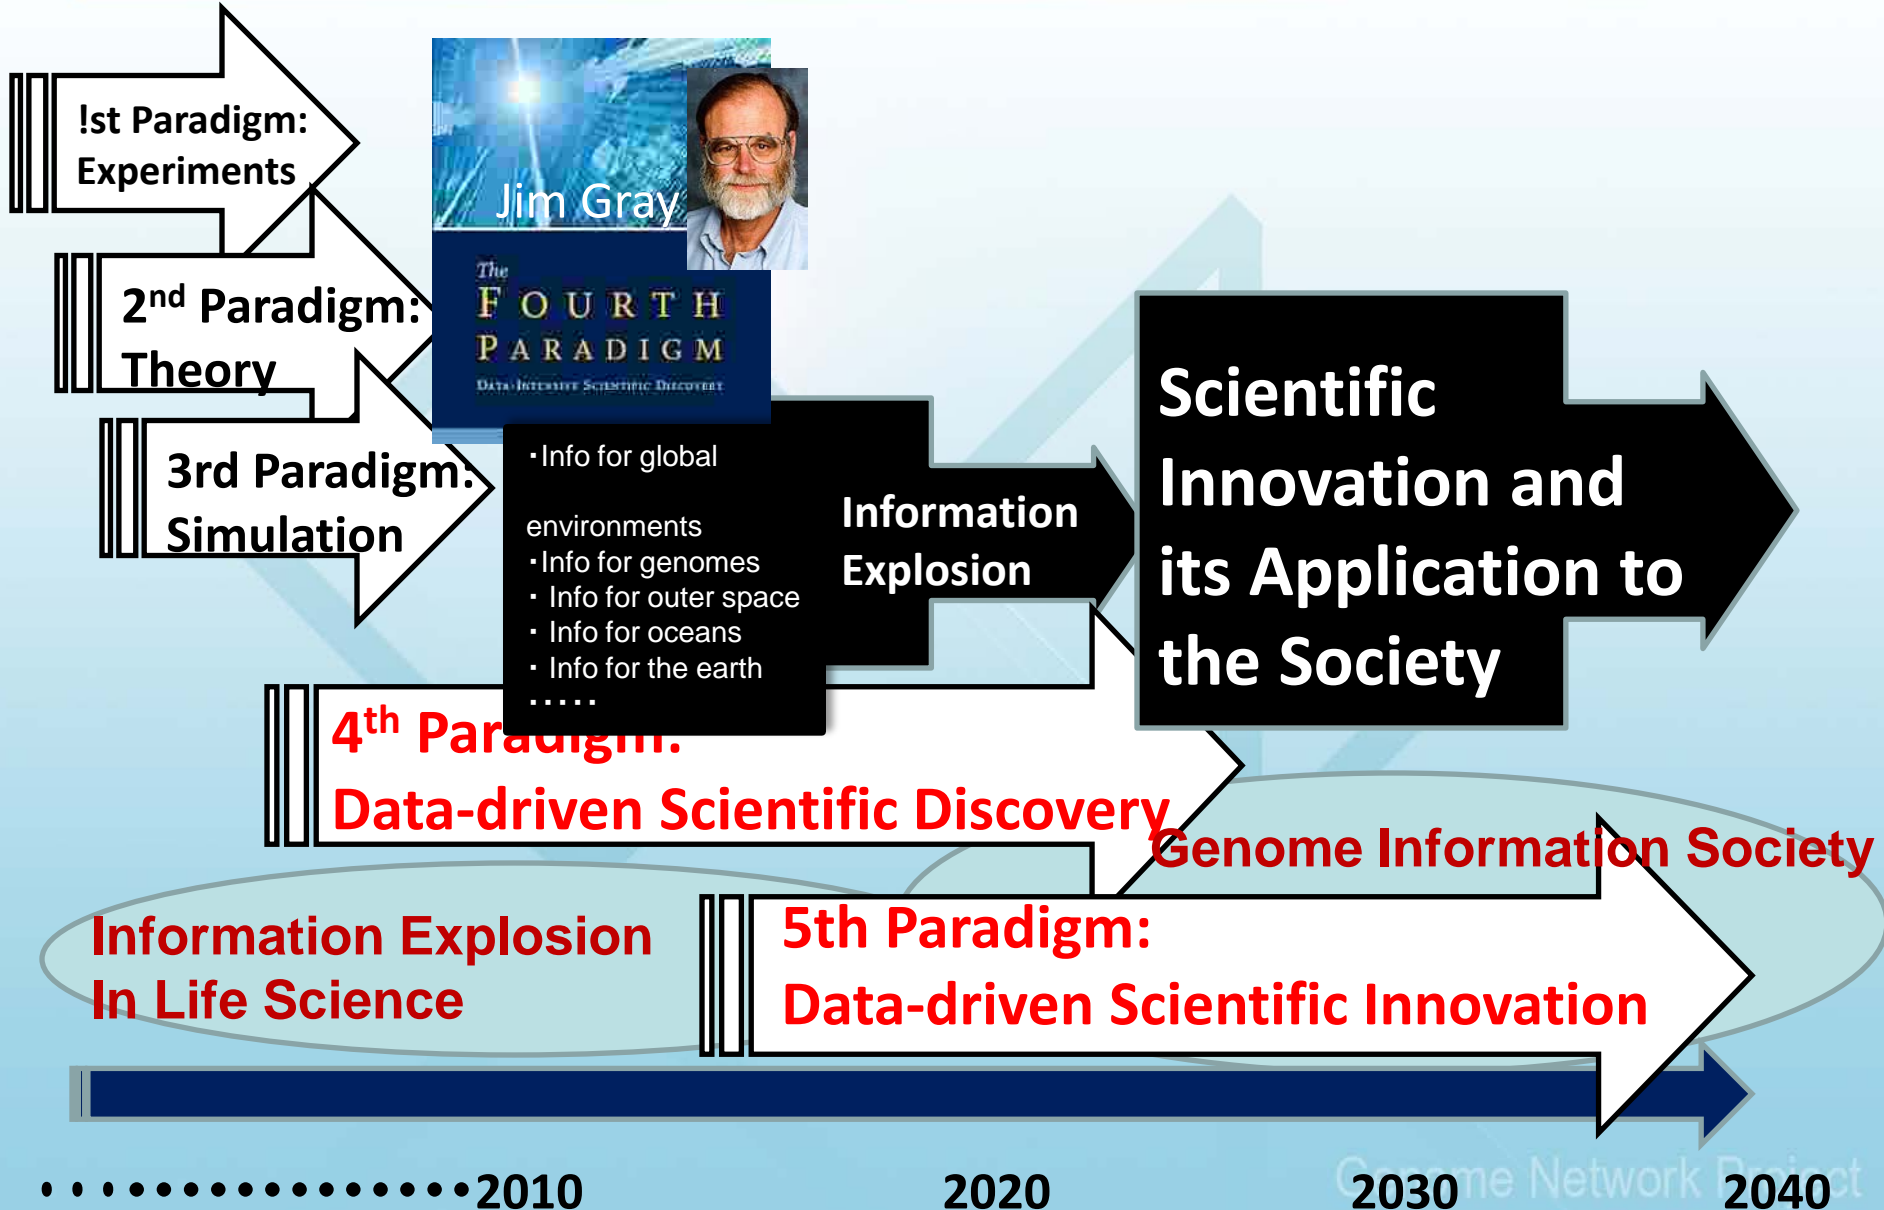 !st Paradigm:
Experiments
2nd Paradigm:
Theory
3rd Paradigm:
Simulation
Jim Gray
The
FOURTH
PARADIGM
DATA-INTENSIVE SCIENTIFIC DISCOVERY
・Info for global
environments
・Info for genomes
・ Info for outer space
・ Info for oceans
・ Info for the earth
・・・・・
Information
Explosion
Scientific
Innovation and
its Application to
the Society
4th Paradigm:
Data-driven Scientific Discovery
Genome Information Society
Information Explosion
In Life Science
5th Paradigm:
Data-driven Scientific Innovation
Genome Network Project
• • • • • • • • • • • • • • • •2010 2020 2030 2040